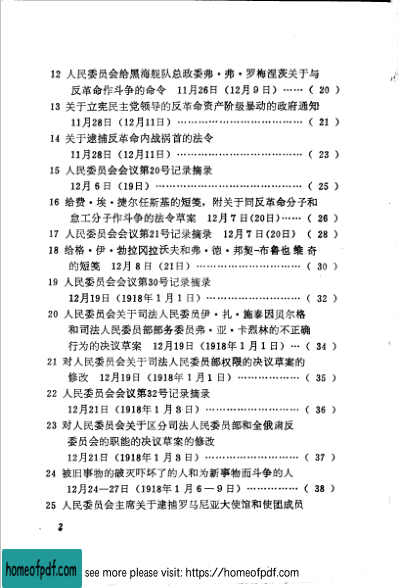 12 人民委员会给黑海舰队总政委弗·弗·罗梅涅茨关于与
反革命作斗争的命令 11月26日（12月9日）……（ 20 ）
13 关于立宪民主党领导的反革命资产阶级暴动的政府通知
11月28日（12月11日）……………………………（ 21 ）
14 关于逮捕反革命内战祸首的法令
11月28日（12月11日）……………………………（ 23 ）
15 人民委员会会议第20号记录摘录
12月6日（19日）…………………………………（ 25 ）
16 给费·埃·捷尔任斯基的短笺，附关于同反革命分子和
怠工分子作斗争的法令草案 12月7日(20日)……（ 26 ）
17 人民委员会会议第21号记录摘录 12月7日(20日)（ 28 ）
18 给格·伊·勃拉冈拉沃夫和弗·德·邦契-布鲁也维奇
的短笺 12月8日（21日）…………………………（ 30 ）
19 人民委员会会议第30号记录摘录
12月19日（1918年1月1日）……………………（ 32 ）
20 人民委员会关于司法人民委员伊·扎·施泰因贝尔格
和司法人民委员部部务委员弗·亚·卡烈林的不正确
行为的决议草案 12月19日（1918年1月1日）…（ 34 ）
21 对人民委员会关于司法人民委员部权限的决议草案的
修改 12月19日（1918年1月1日）………………（ 35 ）
22 人民委员会会议第32号记录摘录
12月21日（1918年1月3日）……………………（ 36 ）
23 对人民委员会关于区分司法人民委员部和全俄肃反
委员会的职能的决议草案的修改
12月21日（1918年1月3日）……………………（ 37 ）
24 被旧事物的破灭吓坏了的人和为新事物而斗争的人
12月24—27日（1918年1月6—9日）……………（ 38 ）
25 人民委员会主席关于逮捕罗马尼亚大使馆和使团成员
2
homeofpdf.com
see more please visit: https://homeofpdf.com